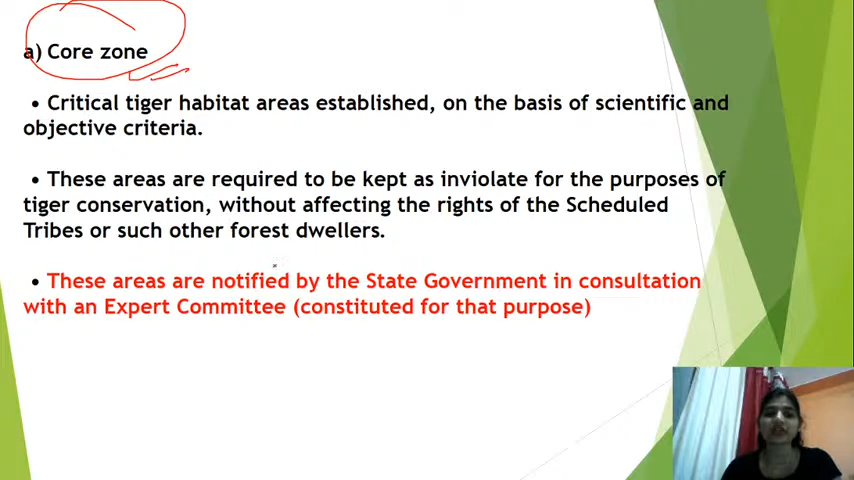 a) Core zone
• Critical tiger habitat areas established, on the basis of scientific and
objective criteria.
• These areas are required to be kept as inviolate for the purposes of
tiger conservation, without affecting the rights of the Scheduled
Tribes or such other forest dwellers.
• These areas are notified by the State Government in consultation
with an Expert Committee (constituted for that purpose)